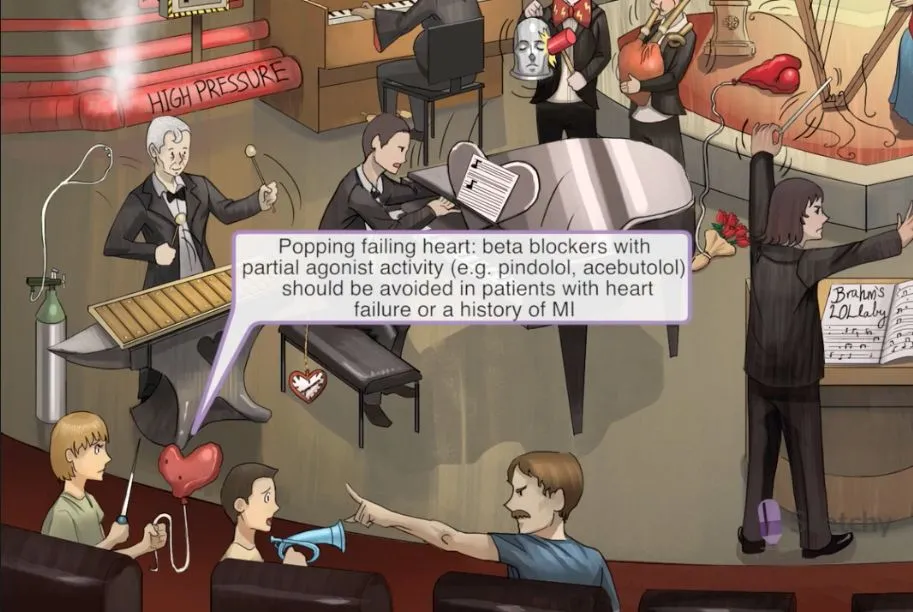 HIGH PRESSURE
Popping failing heart: beta blockers with
partial agonist activity (e.g. pindolol, acebutolol)
should be avoided in patients with heart
failure or a history of MI
Brahm's
LOLlaby
Sketchy